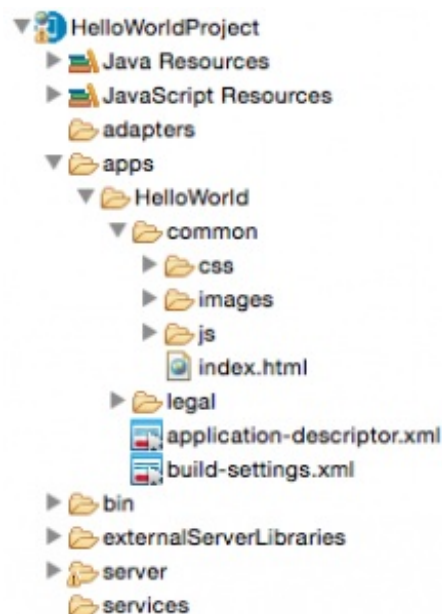 HelloWorldProject
Java Resources
JavaScript Resources
adapters
apps
HelloWorld
common
css
images
js
index.html
legal
application-descriptor.xml
build-settings.xml
bin
externalServerLibraries
server
services